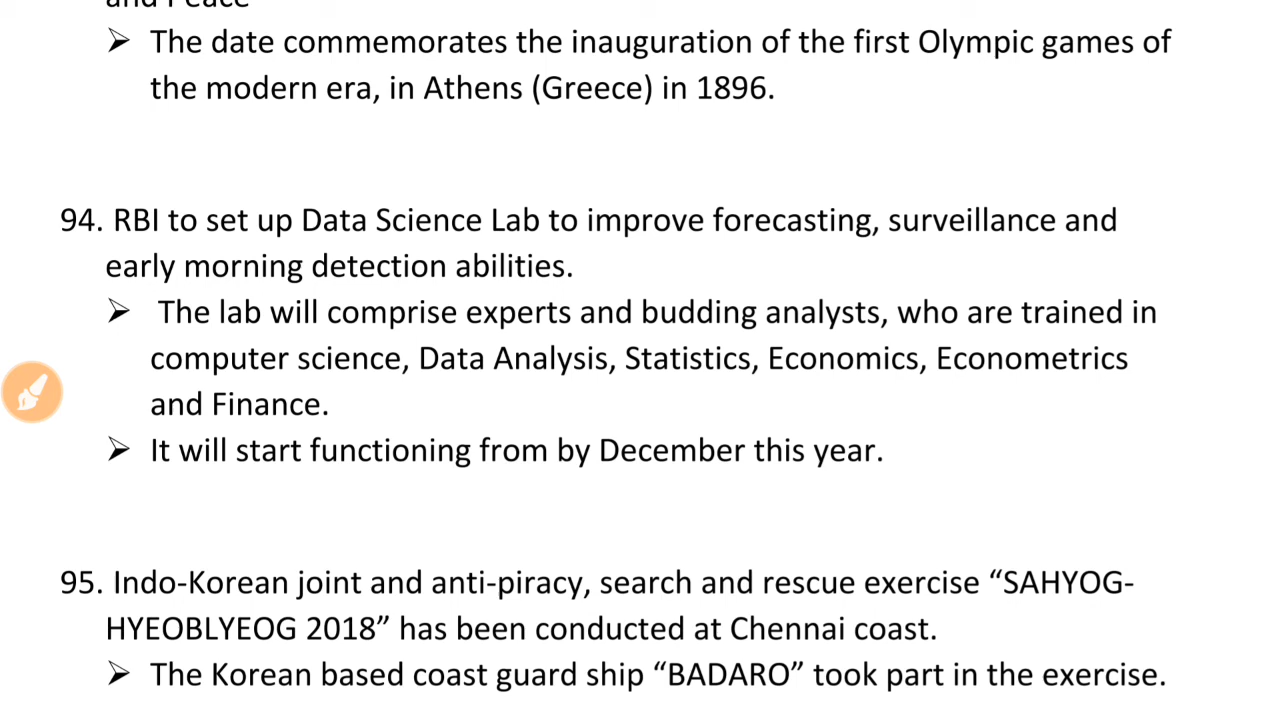 and Peace
➢ The date commemorates the inauguration of the first Olympic games of
the modern era, in Athens (Greece) in 1896.
94. RBI to set up Data Science Lab to improve forecasting, surveillance and
early morning detection abilities.
➢ The lab will comprise experts and budding analysts, who are trained in
computer science, Data Analysis, Statistics, Economics, Econometrics
and Finance.
➢ It will start functioning from by December this year.
95. Indo-Korean joint and anti-piracy, search and rescue exercise “SAHYOG-
HYEOBLYEOG 2018” has been conducted at Chennai coast.
➢ The Korean based coast guard ship “BADARO” took part in the exercise.